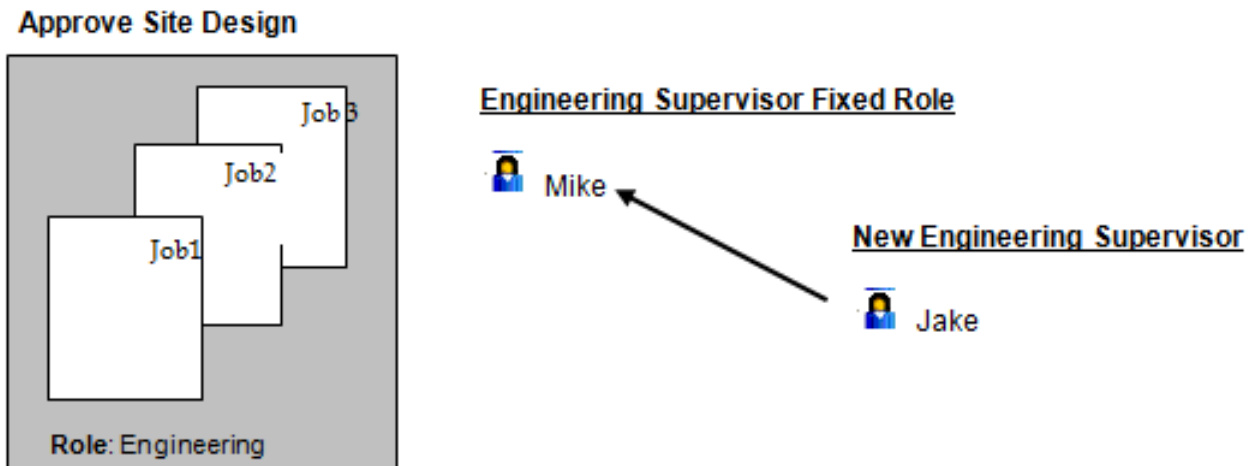 Approve Site Design
Job3
Job2
Job1
Role: Engineering
Engineering Supervisor Fixed Role
Mike
New Engineering Supervisor
Jake